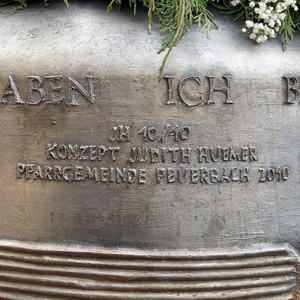 ABEN ICH B
JH 10/10
KONZEPT JUDITH HUEMER
PFARRGEMEINDE PEUERBACH 2010